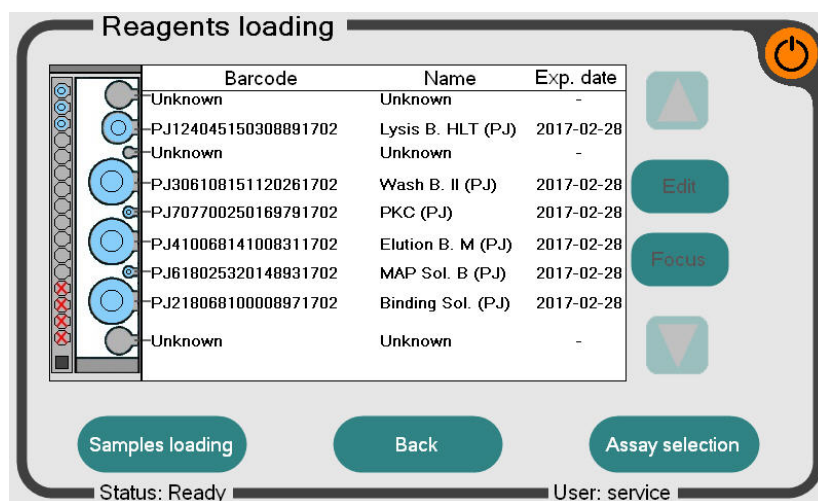 Reagents loading
Barcode Name Exp. date
Unknown Unknown -
PJ124045150308891702 Lysis B. HLT (PJ) 2017-02-28
Unknown Unknown -
PJ306108151120261702 Wash B. II (PJ) 2017-02-28
PJ707700250169791702 PKC (PJ) 2017-02-28
PJ410068141008311702 Elution B. M (PJ) 2017-02-28
PJ618025320148931702 MAP Sol. B (PJ) 2017-02-28
PJ218068100008971702 Binding Sol. (PJ) 2017-02-28
Unknown Unknown -
Edit
Focus
Samples loading Back Assay selection
Status: Ready User: service